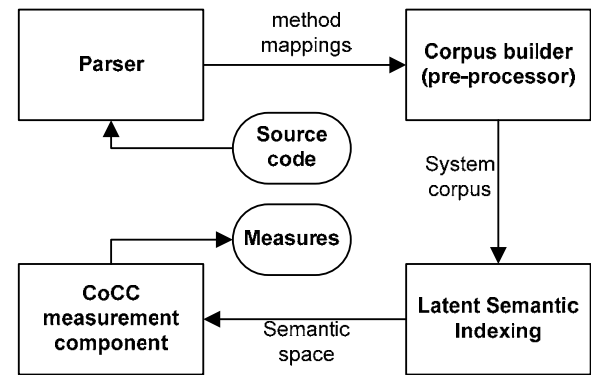 Parser
method
mappings
Corpus builder
(pre-processor)
Source
code
System
corpus
Measures
CoCC
measurement
component
Semantic
space
Latent Semantic
Indexing